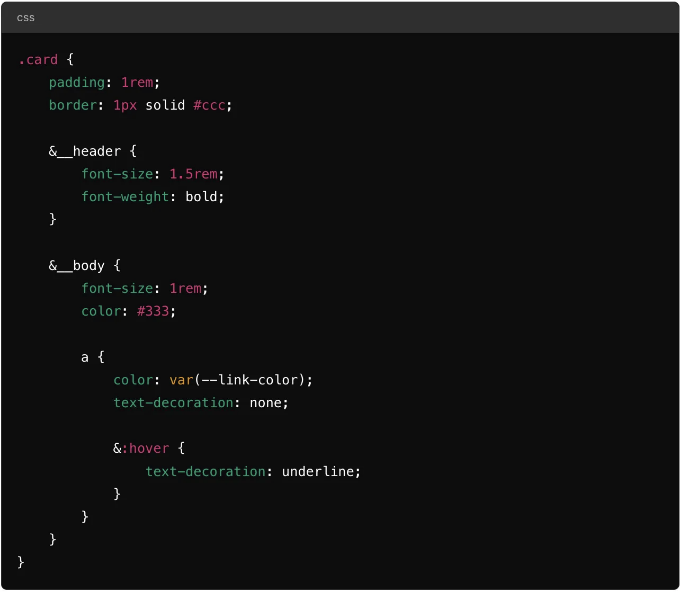 css
.card {
    padding: 1rem;
    border: 1px solid #ccc;

    &__header {
        font-size: 1.5rem;
        font-weight: bold;
    }

    &__body {
        font-size: 1rem;
        color: #333;

        a {
            color: var(--link-color);
            text-decoration: none;

            &:hover {
                text-decoration: underline;
            }
        }
    }
}